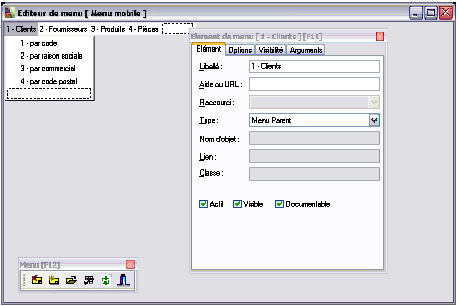 Editeur de menu [ Menu mobile ]
1 - Clients 2 - Fournisseurs 3 - Produits 4 - Pièces
1 - par code
2 - par raison sociale
3 - par commercial
4 - par code postal
Element de menu [ 1 - Clients ] [F11]
Elément Options Visibilité Arguments
Libellé : 1 - Clients
Aide ou URL :
Raccourci :
Type : Menu Parent
Nom d'objet :
Lien :
Classe :
Actif Visible Documentable
Menu [F12]